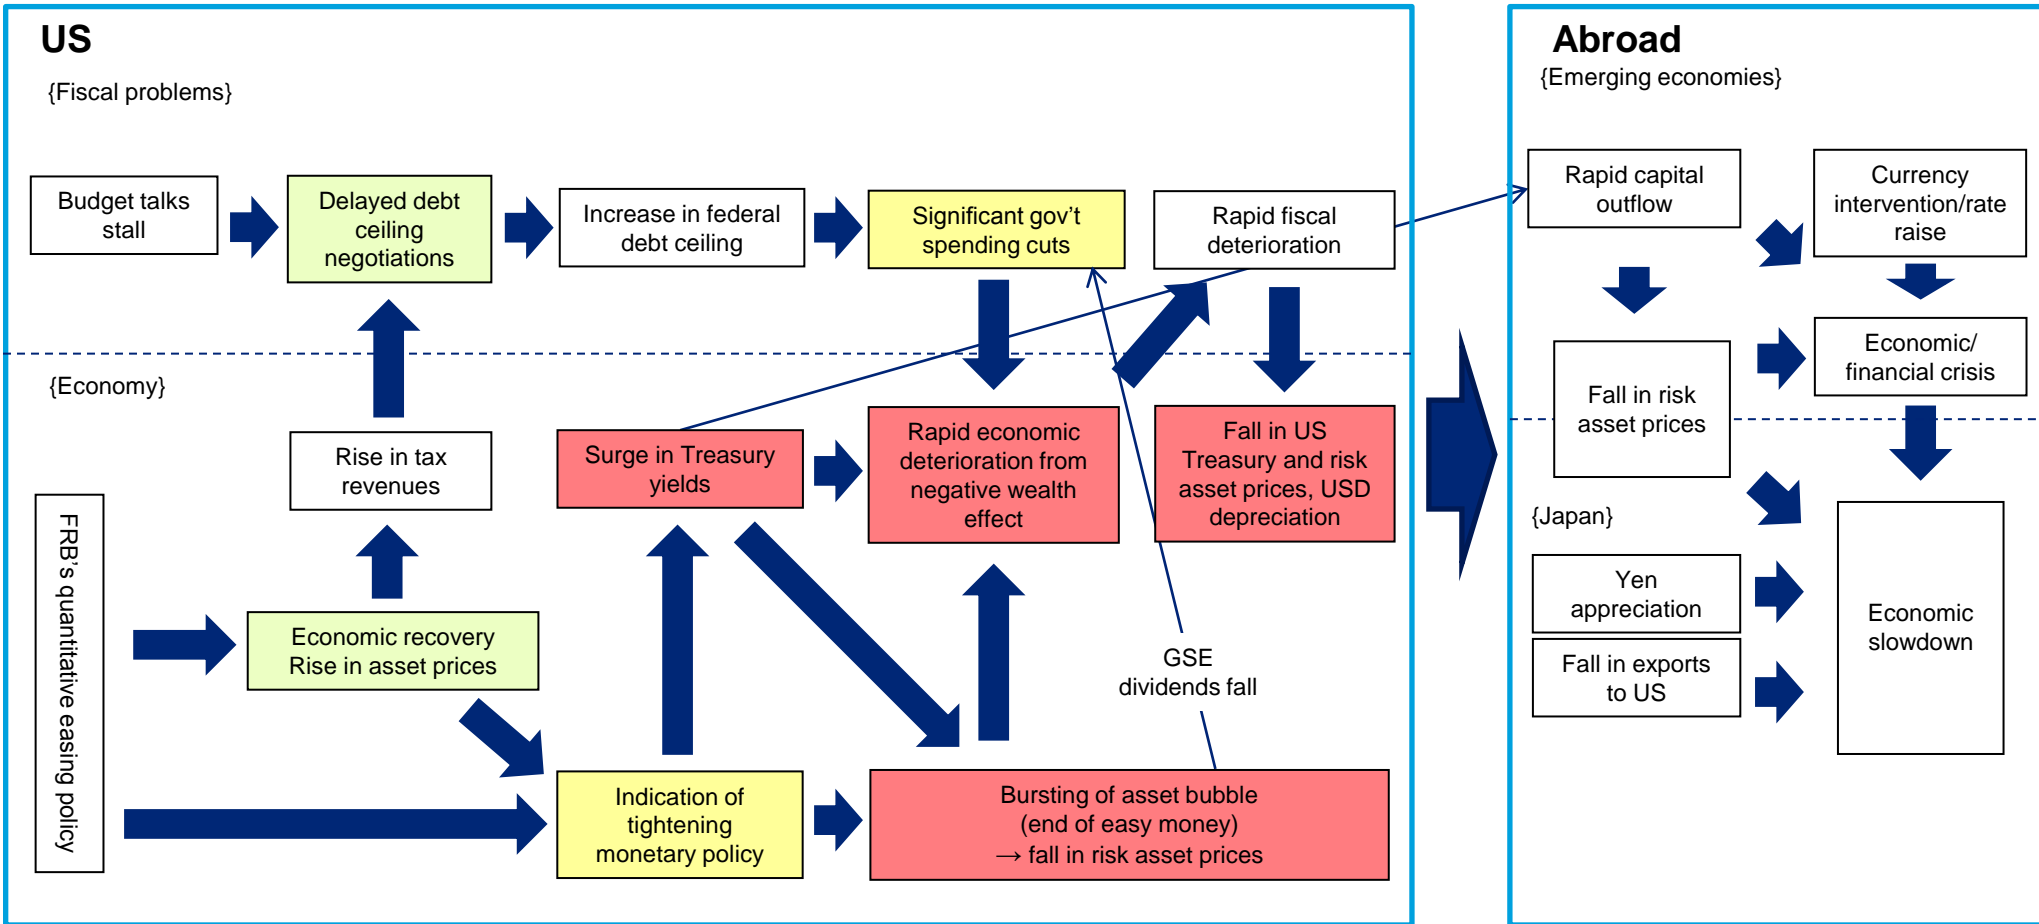 US
{Fiscal problems}
Budget talks
stall
Delayed debt
ceiling
negotiations
Increase in federal
debt ceiling
Significant gov't
spending cuts
Rapid fiscal
deterioration
{Economy}
Rise in tax
revenues
Surge in Treasury
yields
Rapid economic
deterioration from
negative wealth
effect
Fall in US
Treasury and risk
asset prices, USD
depreciation
FRB's quantitative easing policy
Economic recovery
Rise in asset prices
GSE
dividends fall
Indication of
tightening
monetary policy
Bursting of asset bubble
(end of easy money)
→ fall in risk asset prices
Abroad
{Emerging economies}
Rapid capital
outflow
Currency
intervention/rate
raise
Fall in risk
asset prices
Economic/
financial crisis
{Japan}
Yen
appreciation
Fall in exports
to US
Economic
slowdown